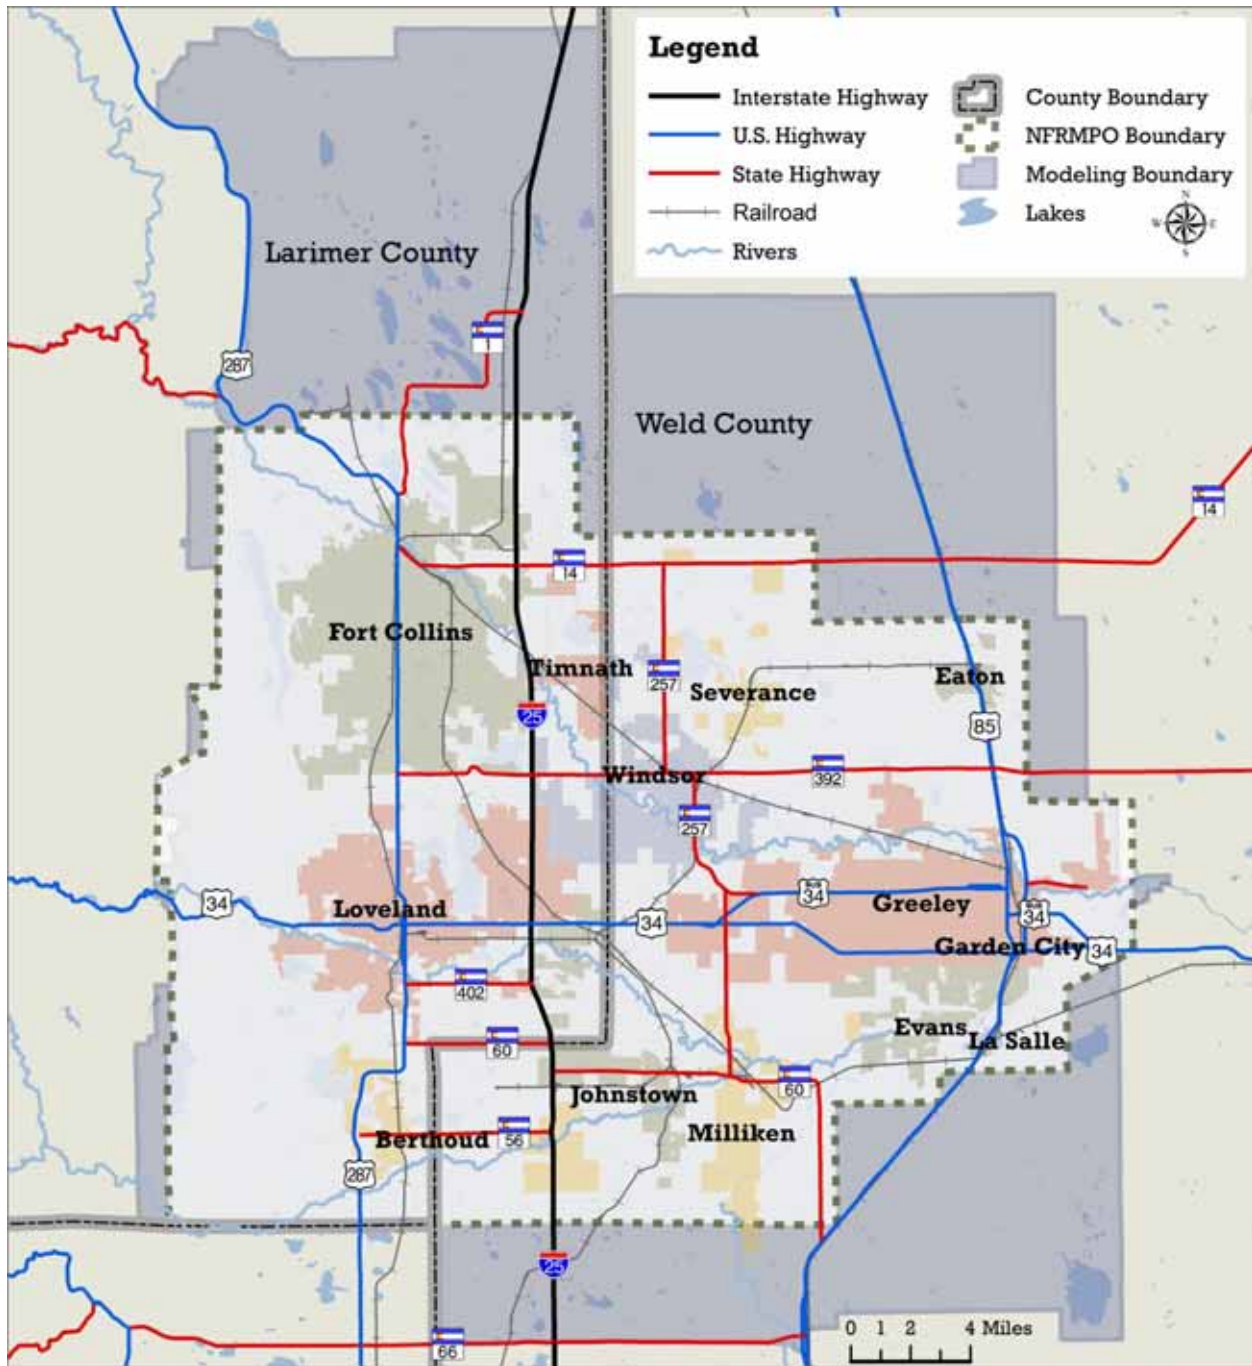 Legend
Interstate Highway
U.S. Highway
State Highway
Railroad
Rivers
County Boundary
NFRMPO Boundary
Modeling Boundary
Lakes
N
W E
S
Larimer County
1
287
Weld County
14
14
Fort Collins
Timnath
257
Severance
Eaton
25
85
Windsor
392
257
34
Loveland
34
34
Greeley
34
Garden City
34
402
Evans
La Salle
60
60
Johnstown
Milliken
Berthoud
56
287
25
66
0 1 2 4 Miles